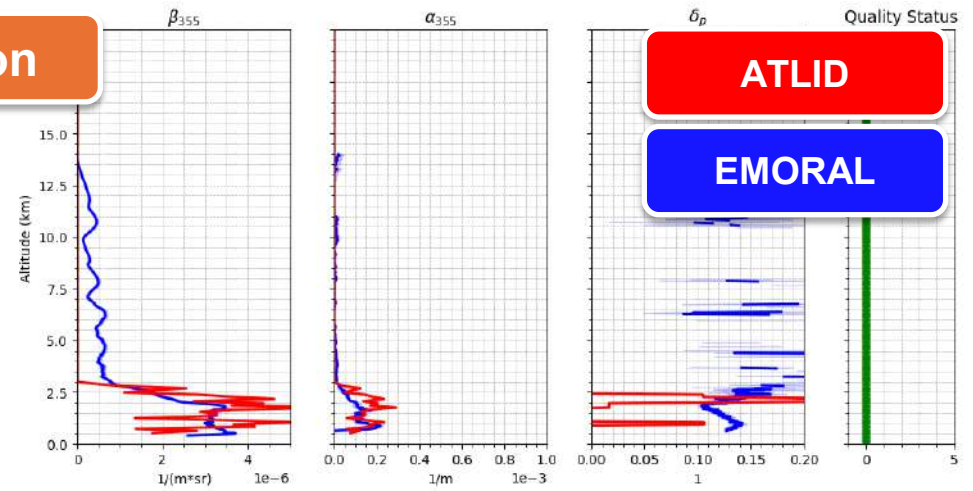 β355 α355 δp Quality Status
on
ATLID
EMORAL
Altitude (km)
15.0
12.5
10.0
7.5
5.0
2.5
0.0
0 2 4 0.0 0.2 0.4 0.6 0.8 1.0 0.00 0.05 0.10 0.15 0.20 0 5
1/(m*sr) 1e−6 1/m 1e−3 1